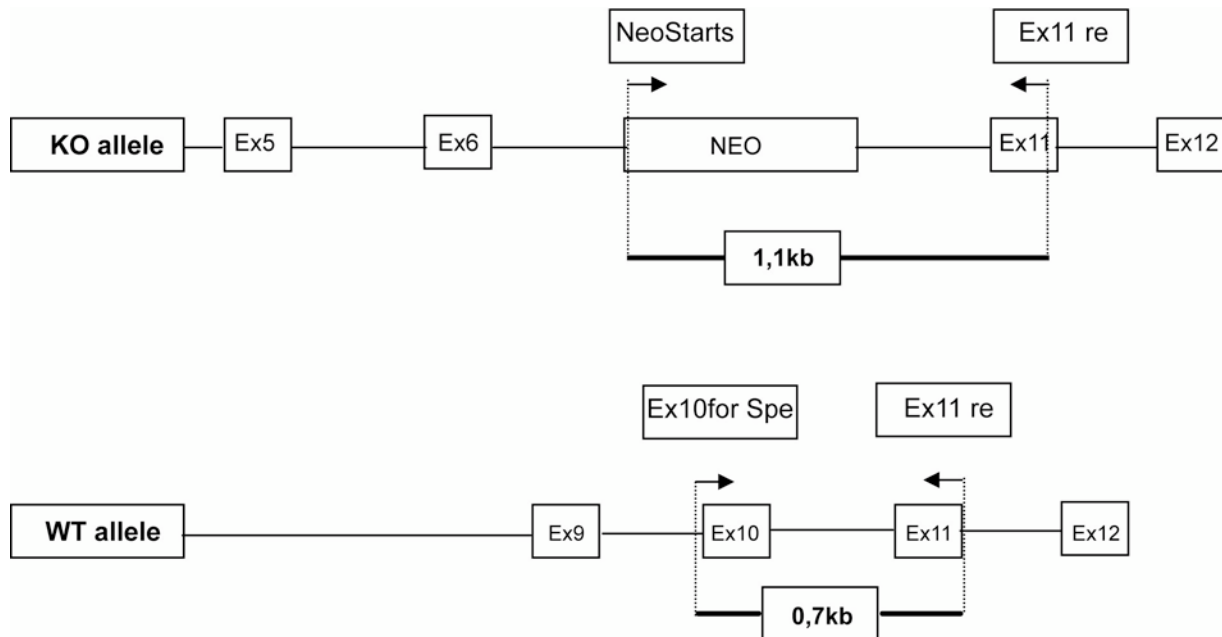 NeoStarts
Ex11 re
KO allele
Ex5
Ex6
NEO
Ex11
Ex12
1,1kb
Ex10for Spe
Ex11 re
WT allele
Ex9
Ex10
Ex11
Ex12
0,7kb